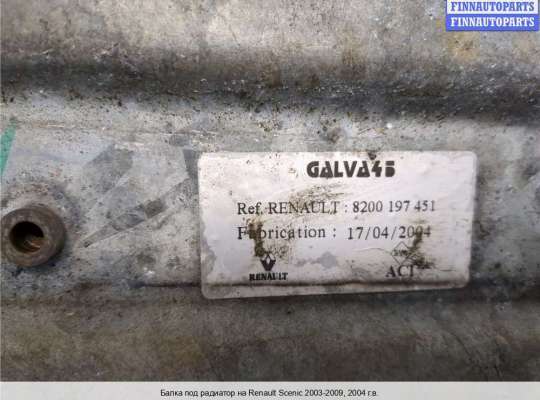 FINNAUTOPARTS
FINNAUTOPARTS
GALVA45
Ref. RENAULT : 8200 197 451
Fabrication : 17/04/2004
RENAULT
ACI
Балка под радиатор на Renault Scenic 2003-2009, 2004 г.в.